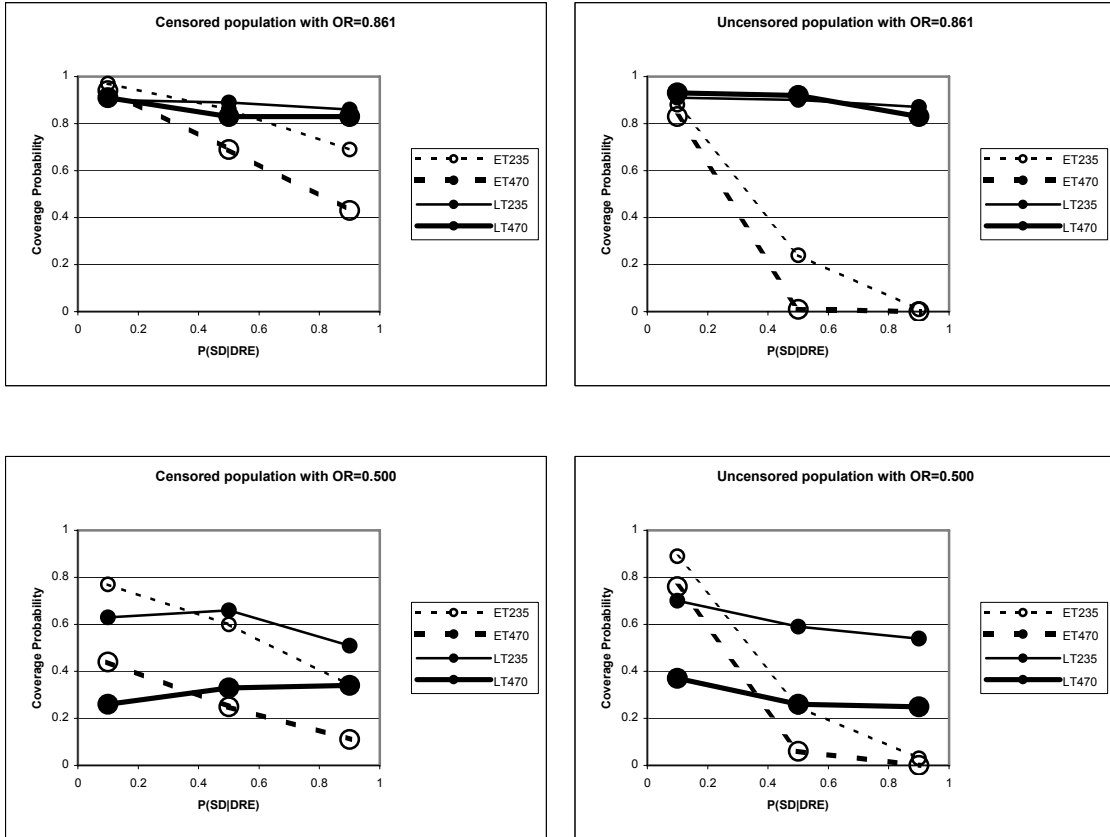 Censored population with OR=0.861
Coverage Probability
1
0.8
0.6
0.4
0.2
0
0 0.2 0.4 0.6 0.8 1
P(SD|DRE)
ET235
ET470
LT235
LT470
Uncensored population with OR=0.861
Coverage Probability
1
0.8
0.6
0.4
0.2
0
0 0.2 0.4 0.6 0.8 1
P(SD|DRE)
ET235
ET470
LT235
LT470
Censored population with OR=0.500
Coverage Probability
1
0.8
0.6
0.4
0.2
0
0 0.2 0.4 0.6 0.8 1
P(SD|DRE)
ET235
ET470
LT235
LT470
Uncensored population with OR=0.500
Coverage Probability
1
0.8
0.6
0.4
0.2
0
0 0.2 0.4 0.6 0.8 1
P(SD|DRE)
ET235
ET470
LT235
LT470